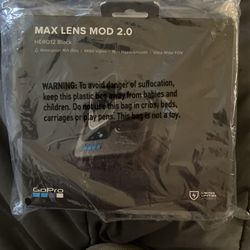 MAX LENS MOD 2.0
HERO12 Black
WARNING: To avoid danger of suffocation,
keep this plastic bag away from babies and
children. Do not use this bag in cribs, beds,
carriages or play pens. This bag is not a toy.
GoPro